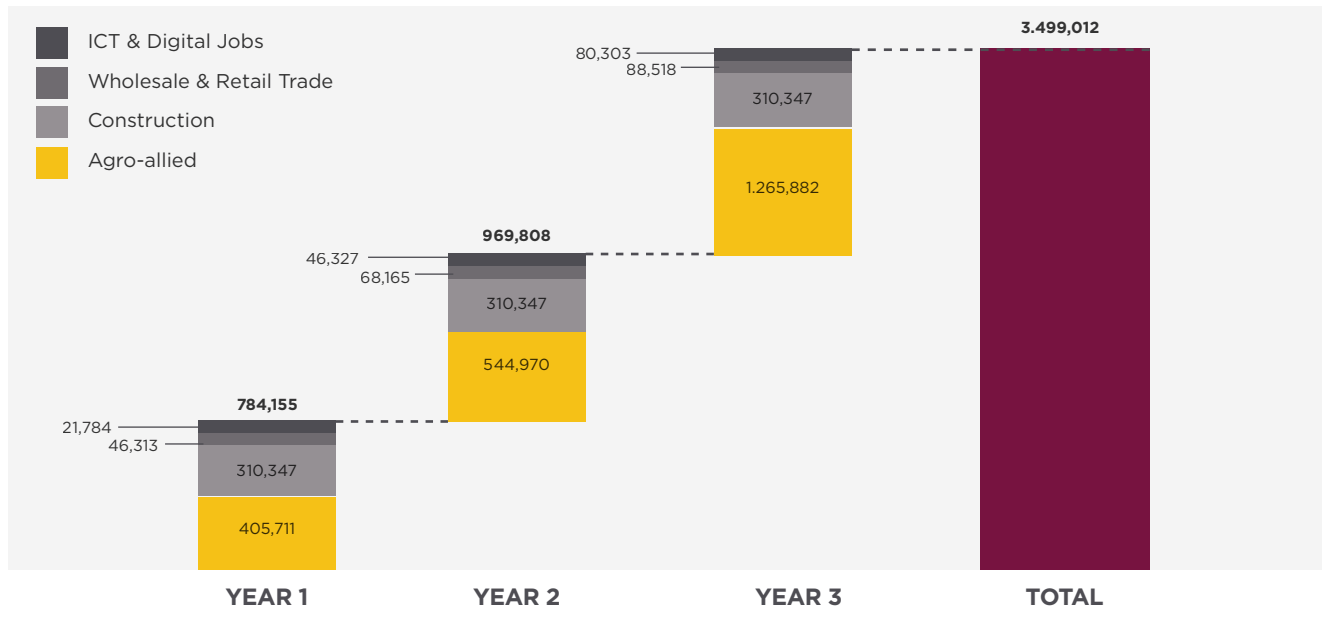 ICT & Digital Jobs
Wholesale & Retail Trade
Construction
Agro-allied
21,784
46,313
784,155
310,347
405,711
46,327
68,165
969,808
310,347
544,970
80,303
88,518
310,347
1.265,882
3.499,012
YEAR 1
YEAR 2
YEAR 3
TOTAL